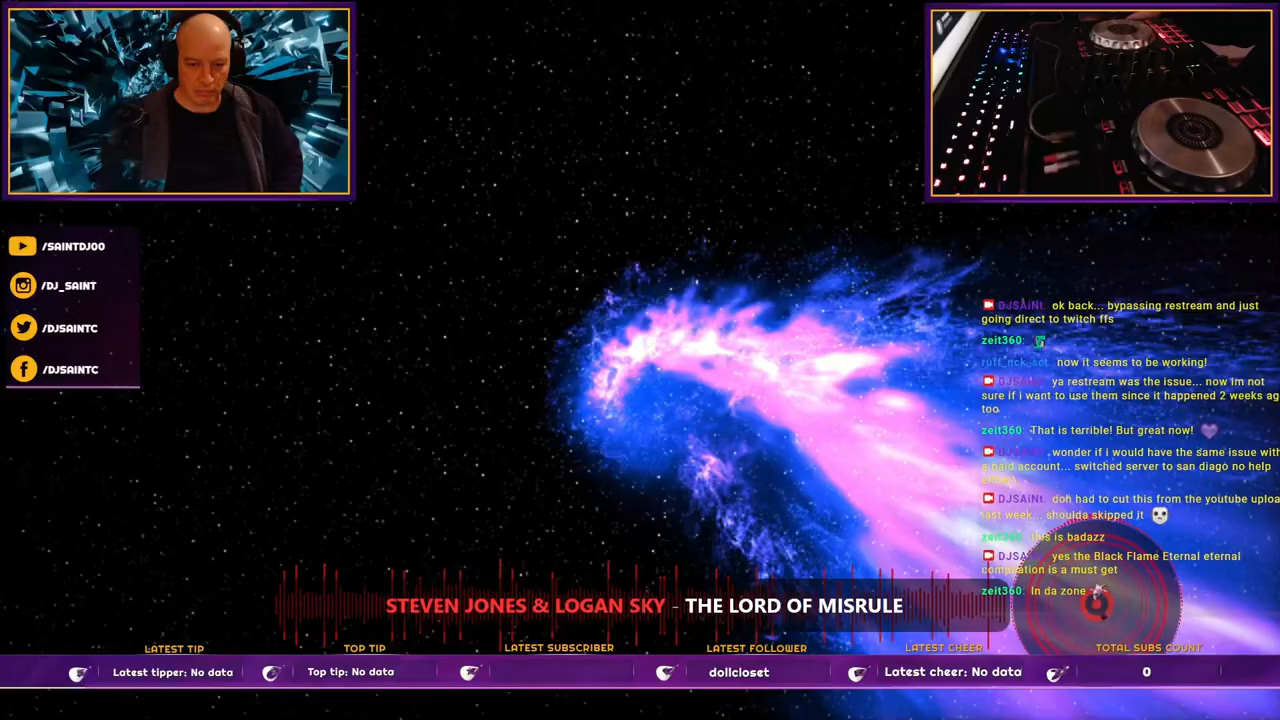 /SAINTDJ00
/DJ_SAINT
/DJSAINTC
/DJSAINTC
DJSAiNt: ok back... bypassing restream and just
going direct to twitch ffs
zeit360:
ruff_nck_sct: now it seems to be working!
DJSAiNt: ya restream was the issue... now im not
sure if i want to use them since it happened 2 weeks ag
too
zeit360: That is terrible! But great now!
DJSAiNt: wonder if i would have the same issue with
a paid account... switched server to san diago no help
DJSAiNt: doh had to cut this from the youtube uploa
last week... shoulda skipped it
zeit360: this is badazz
DJSAiNt: yes the Black Flame Eternal eternal
compilation is a must get
zeit360: In da zone
STEVEN JONES & LOGAN SKY - THE LORD OF MISRULE
LATEST TIP TOP TIP LATEST SUBSCRIBER LATEST FOLLOWER LATEST CHEER TOTAL SUBS COUNT
Latest tipper: No data Top tip: No data dollcloset Latest cheer: No data 0